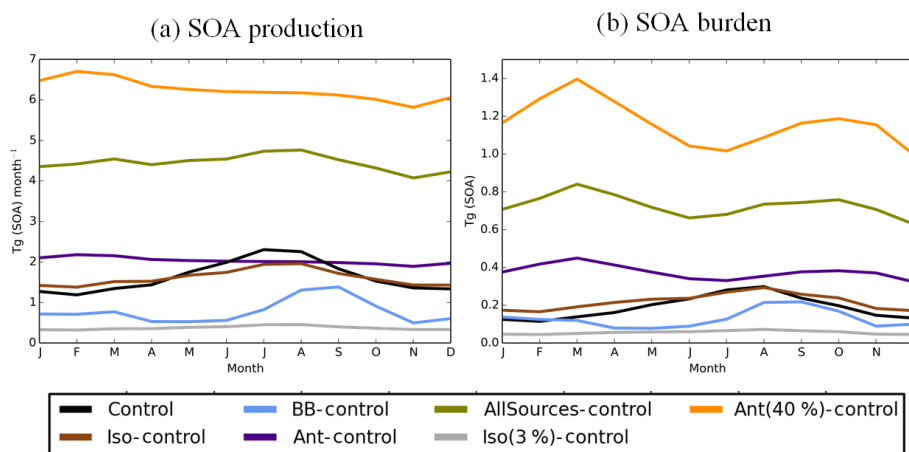 (a) SOA production
(b) SOA burden
7
6
5
4
3
2
1
0
Tg (SOA) month⁻¹
J F M A M J J A S O N D
Month
1.4
1.2
1.0
0.8
0.6
0.4
0.2
0.0
Tg (SOA)
J F M A M J J A S O N
Month
Control
BB-control
AllSources-control
Ant(40 %)-control
Iso-control
Ant-control
Iso(3 %)-control